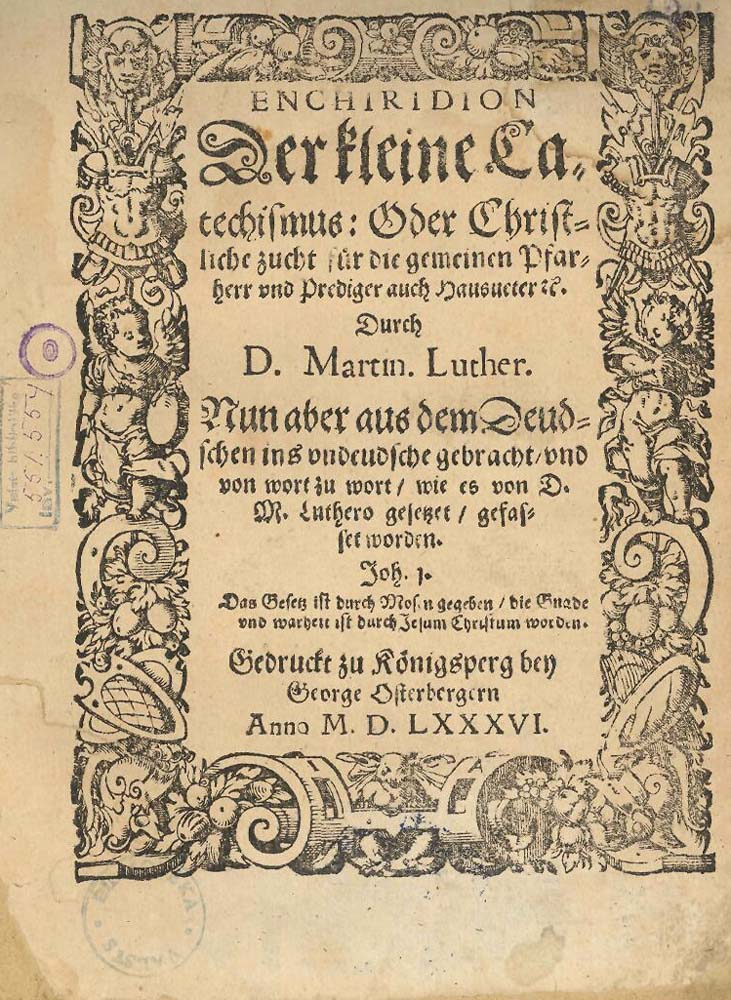 ENCHIRIDION
Der kleine Ca-
techismus: Oder Christ-
liche zucht für die gemeinen Pfar-
herr vnd Prediger auch Hausueter ꝛc.
Durch
D. Martin. Luther.
Nun aber aus dem Deud-
schen ins vndeudsche gebracht / vnd
von wort zu wort / wie es von D.
M. Luthero gesetzet / gefas-
set worden.
Joh. 1.
Das Gesetz ist durch Mosen gegeben / die Gnade
vnd warheit ist durch Jesum Christum worden.
Gedruckt zu Königsperg bey
George Osterbergern
Anno M. D. LXXXVI.